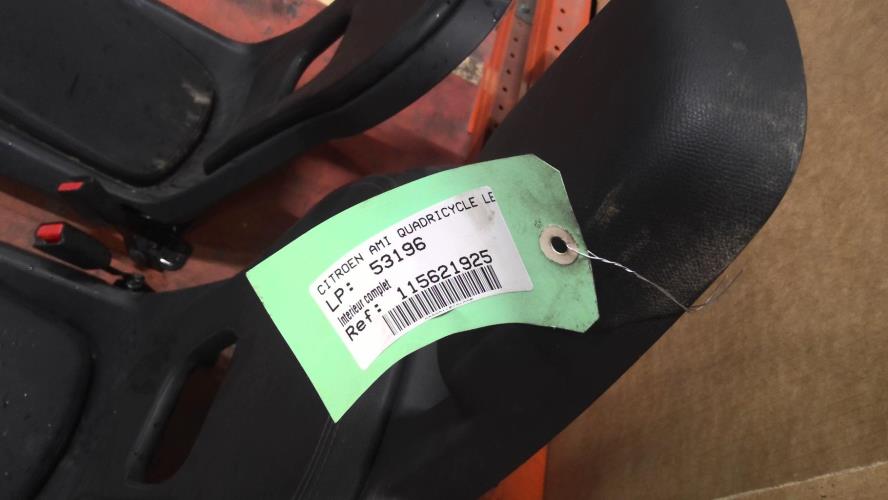 CITROEN AMI QUADRICYCLE LE
LP: 53196
Interieur complet
Ref: 115621925